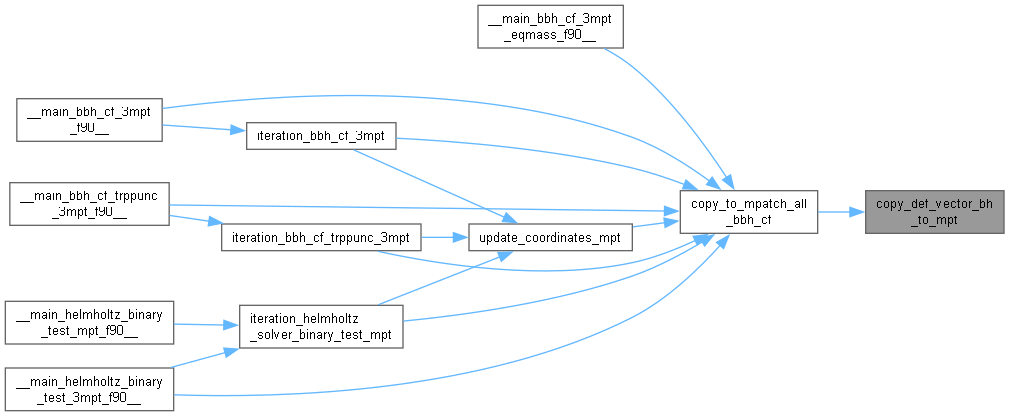 __main_bbh_cf_3mpt
_eqmass_f90__
__main_bbh_cf_3mpt
_f90__
iteration_bbh_cf_3mpt
__main_bbh_cf_trppunc
_3mpt_f90__
iteration_bbh_cf_trppunc_3mpt
update_coordinates_mpt
copy_to_mpatch_all
_bbh_cf
copy_def_vector_bh
_to_mpt
__main_helmholtz_binary
_test_mpt_f90__
iteration_helmholtz
_solver_binary_test_mpt
__main_helmholtz_binary
_test_3mpt_f90__